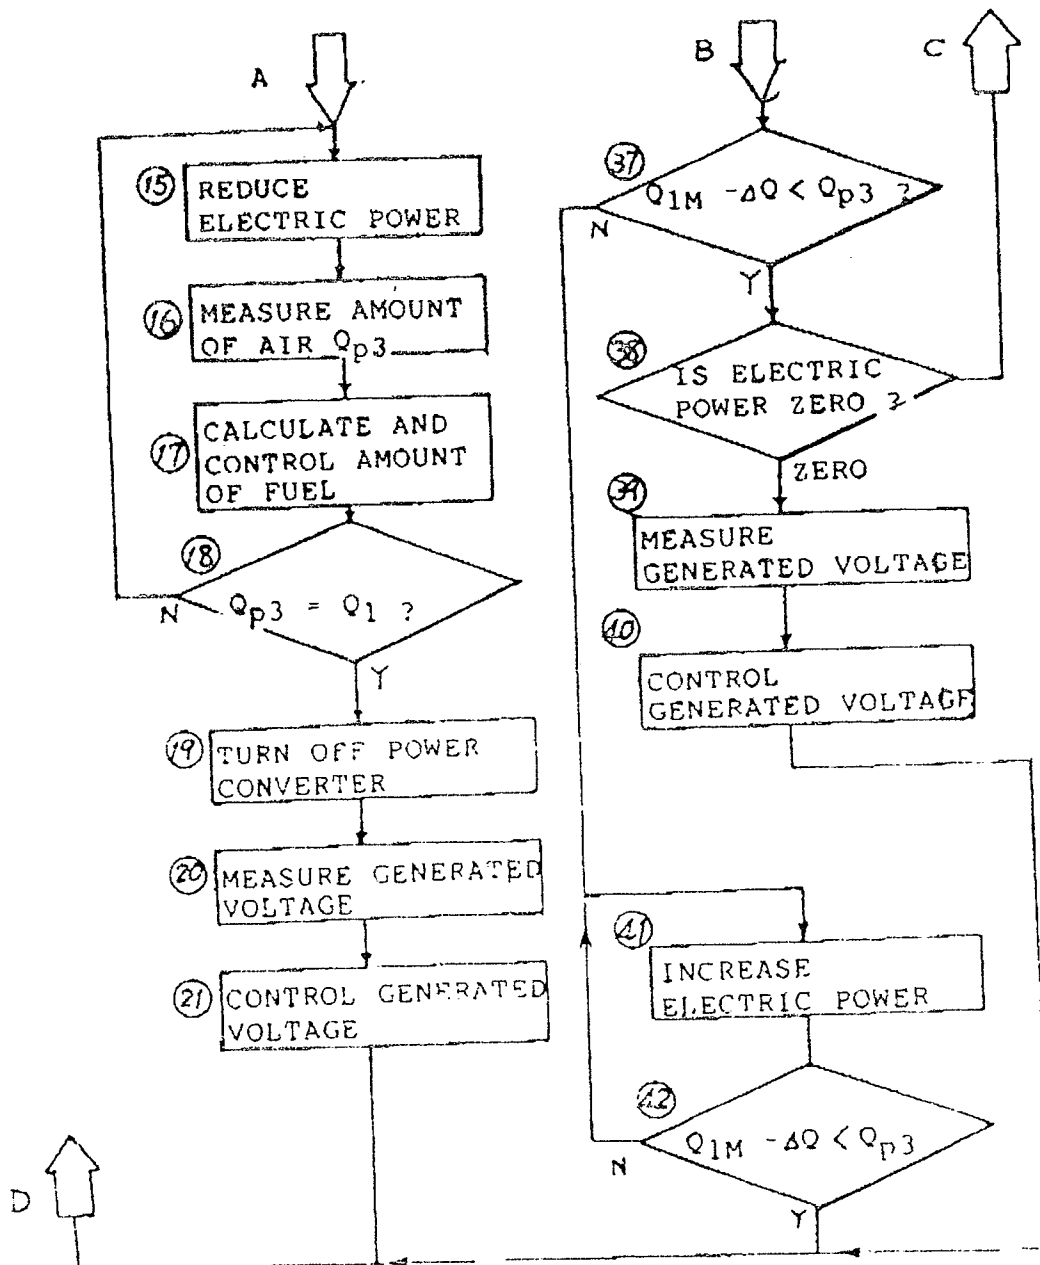 A
15
REDUCE
ELECTRIC POWER
16
MEASURE AMOUNT
OF AIR Qp3
17
CALCULATE AND
CONTROL AMOUNT
OF FUEL
18
N
Qp3 = Q1 ?
Y
19
TURN OFF POWER
CONVERTER
20
MEASURE GENERATED
VOLTAGE
21
CONTROL GENERATED
VOLTAGE
D
B
C
37
Q1M -ΔQ < Qp3 ?
N
Y
38
IS ELECTRIC
POWER ZERO ?
ZERO
39
MEASURE
GENERATED VOLTAGE
40
CONTROL
GENERATED VOLTAGE
41
INCREASE
ELECTRIC POWER
42
Q1M -ΔQ < Qp3
N
Y